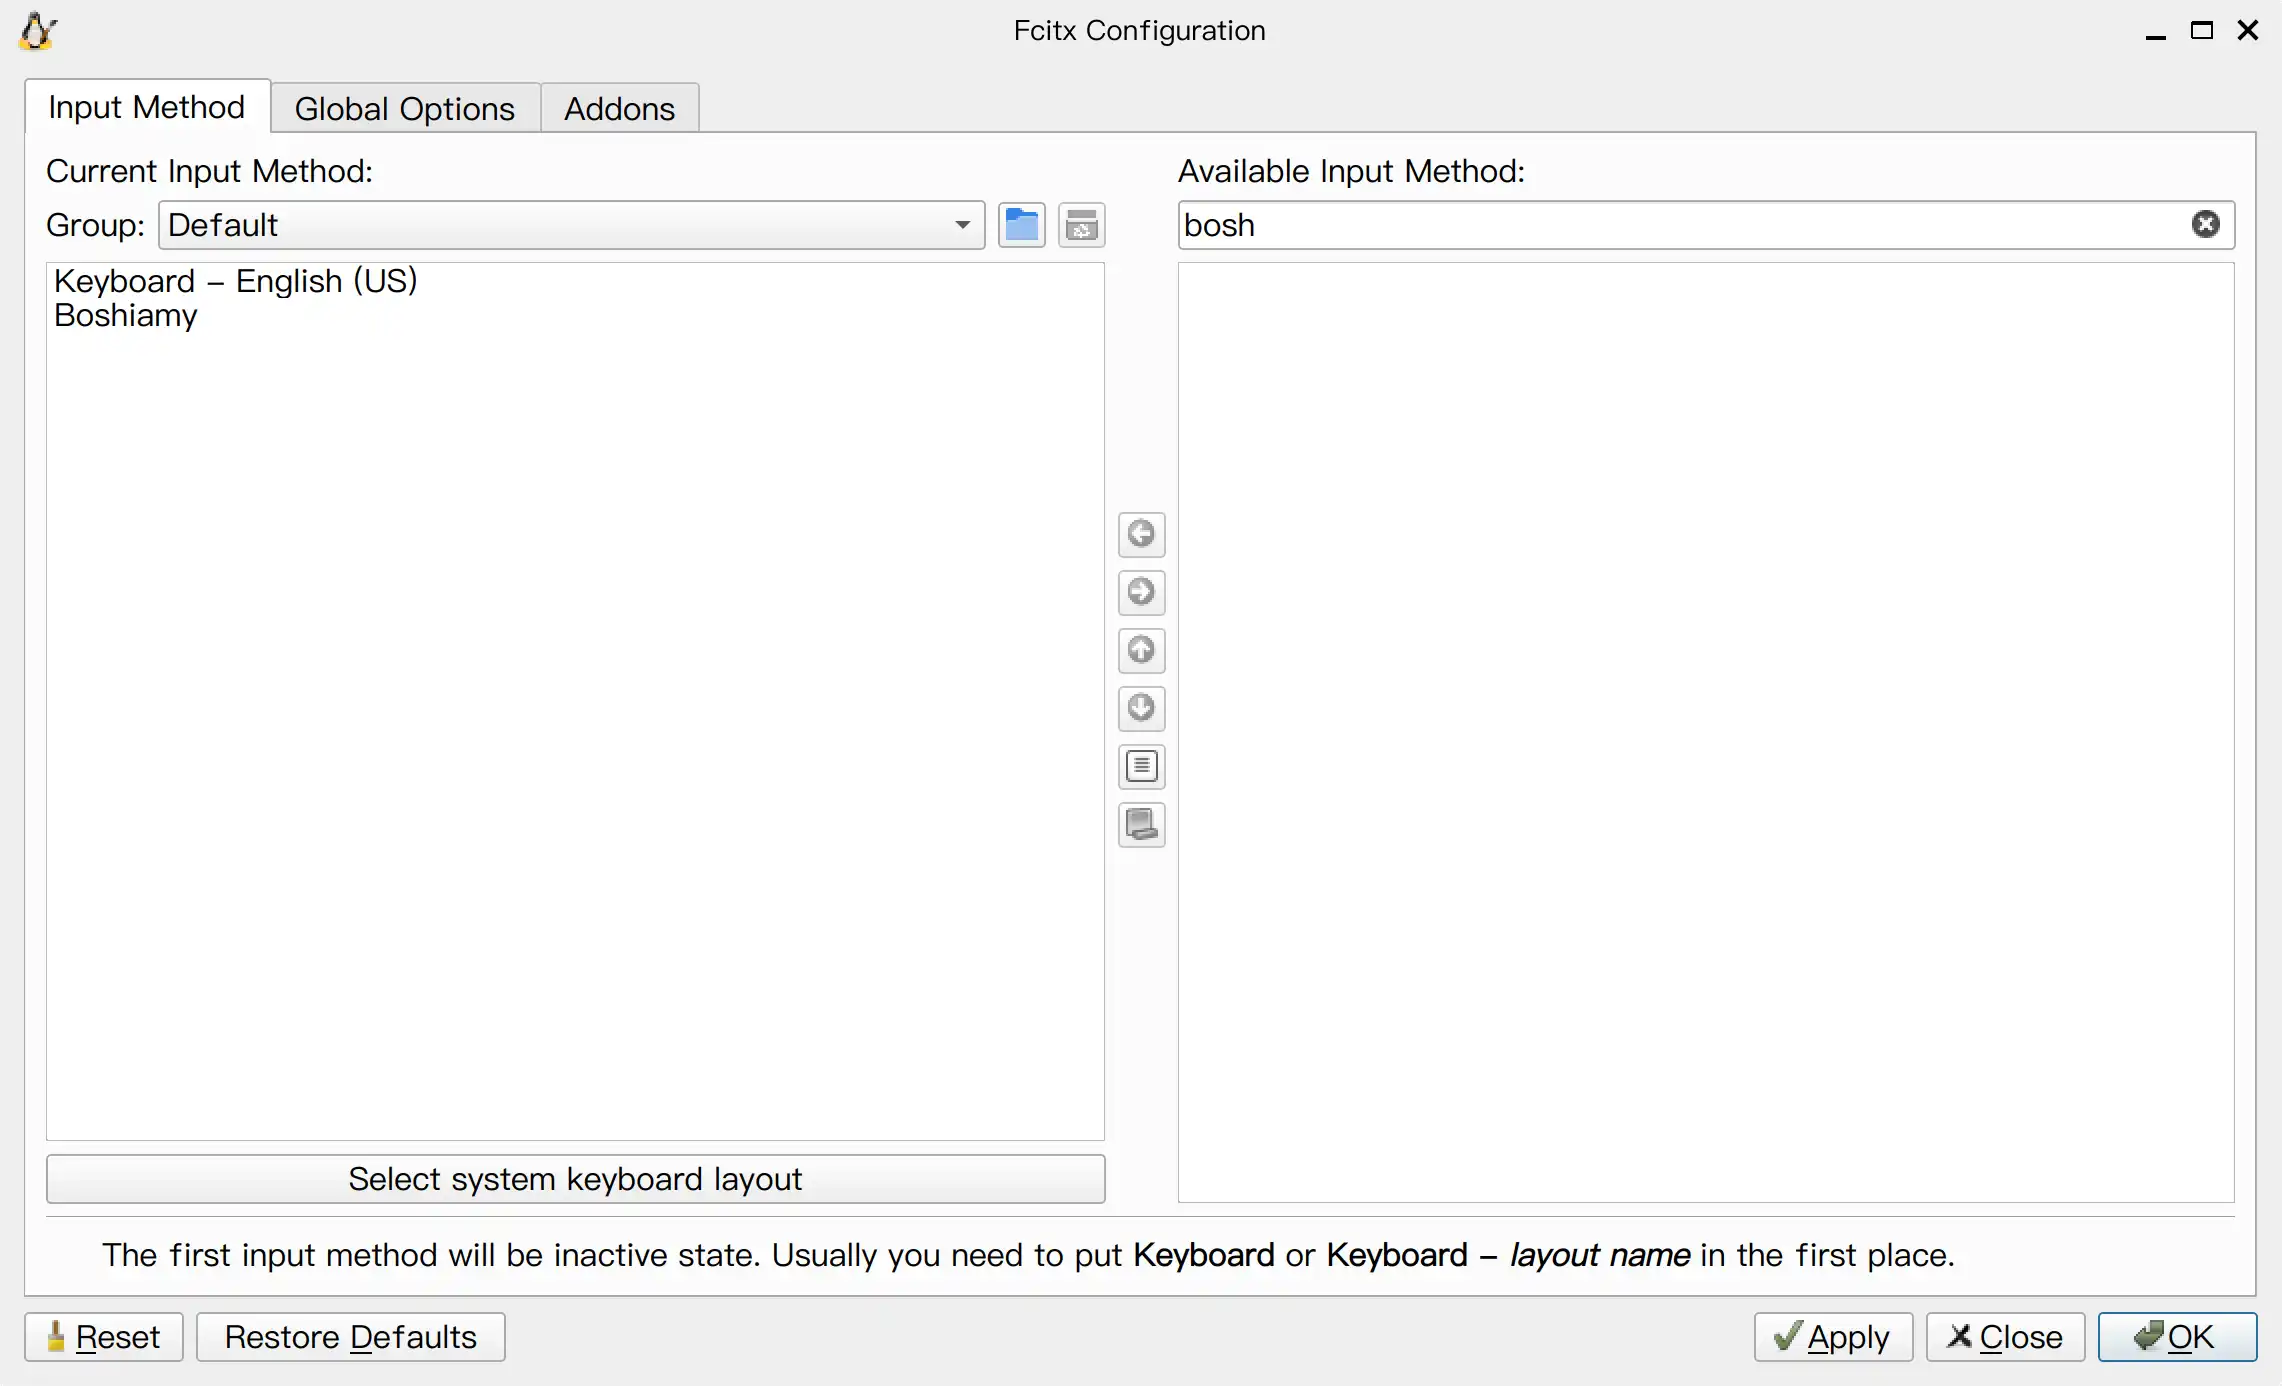 Fcitx Configuration
Input Method
Global Options
Addons
Current Input Method:
Group:
Default
Keyboard – English (US)
Boshiamy
Select system keyboard layout
Available Input Method:
bosh
The first input method will be inactive state. Usually you need to put Keyboard or Keyboard – layout name in the first place.
Reset
Restore Defaults
Apply
Close
OK